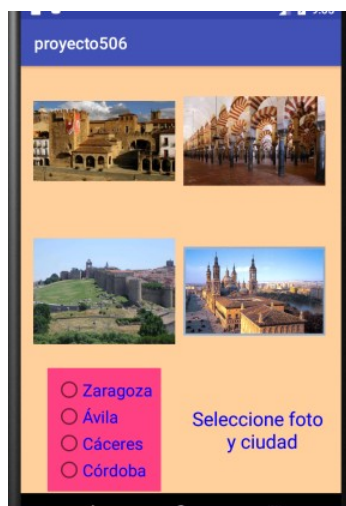 proyecto506
Zaragoza
Ávila
Cáceres
Córdoba
Seleccione foto
y ciudad